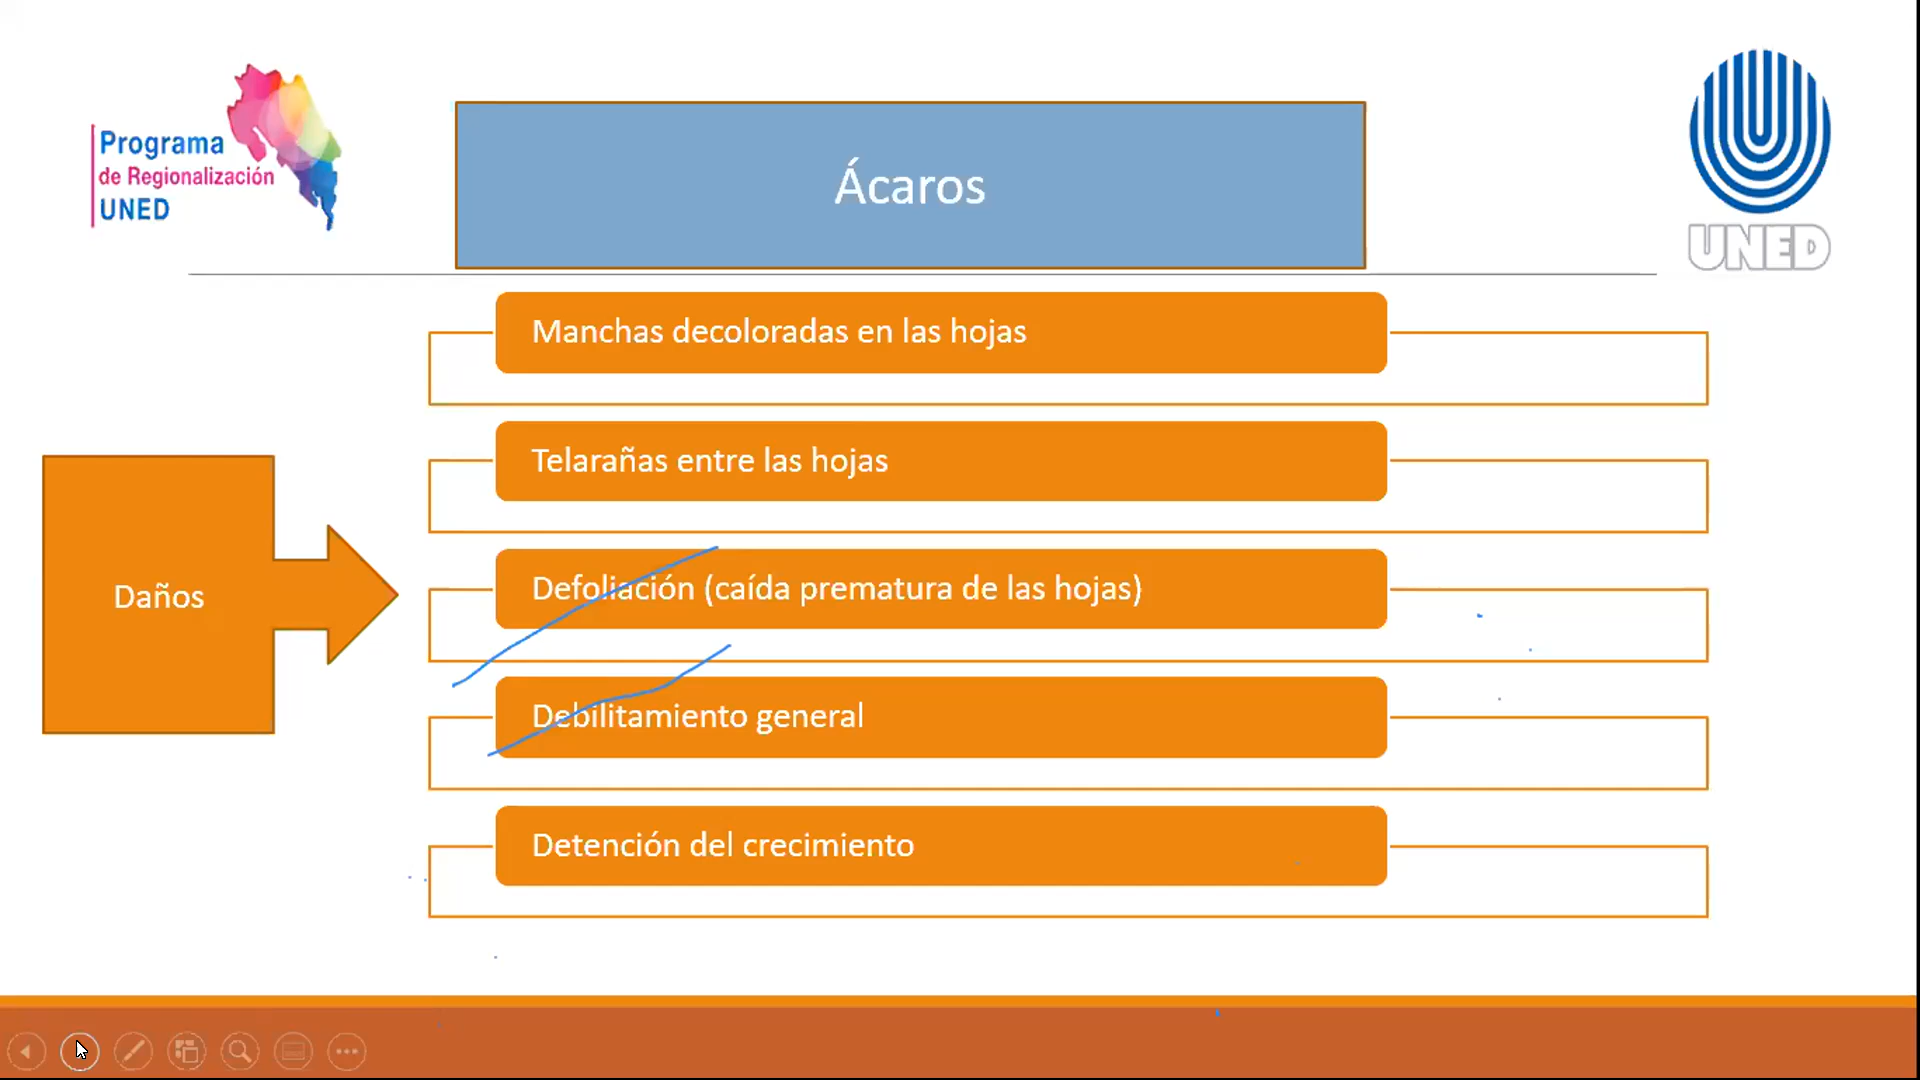 Programa
de Regionalización
UNED
Ácaros
UNED
Manchas decoloradas en las hojas
Telarañas entre las hojas
Defoliación (caída prematura de las hojas)
Debilitamiento general
Detención del crecimiento
Daños